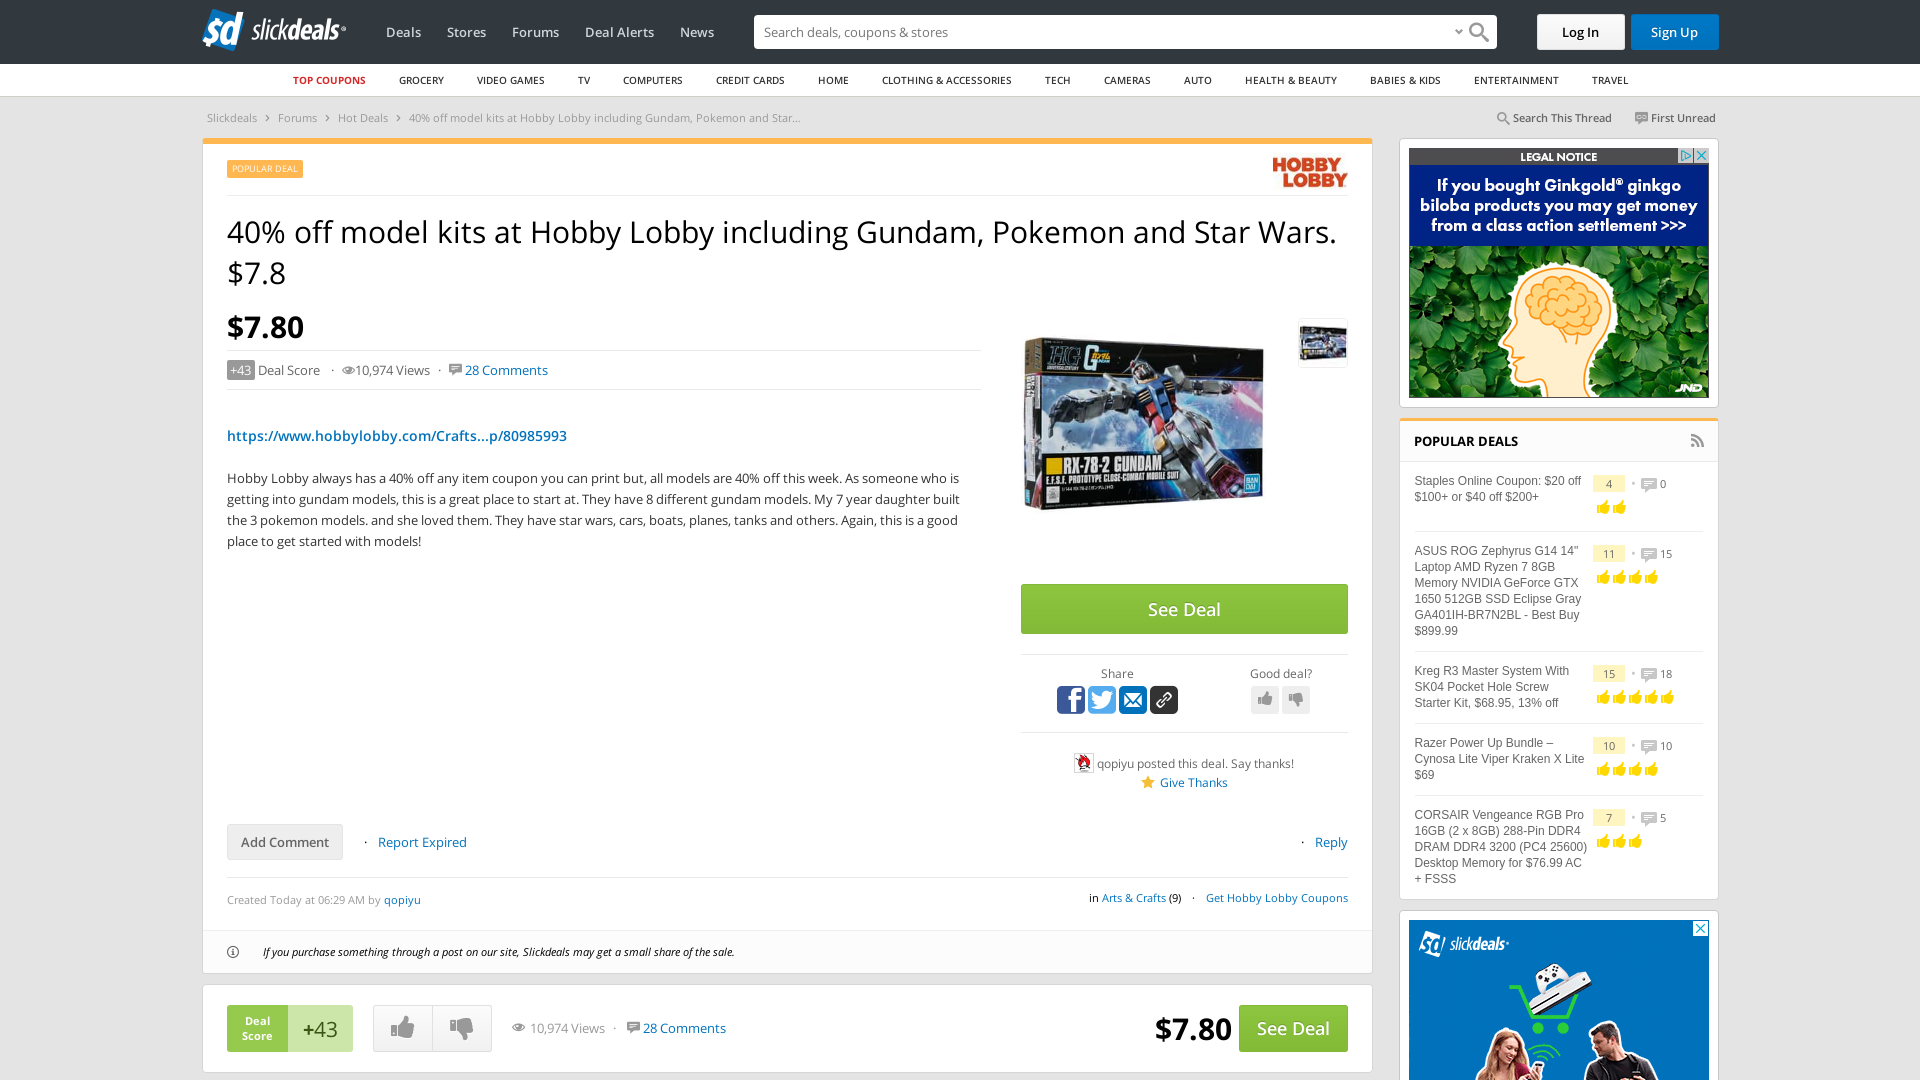 slickdeals
Deals
Stores
Forums
Deal Alerts
News
Search deals, coupons & stores
Log In
Sign Up
TOP COUPONS
GROCERY
VIDEO GAMES
TV
COMPUTERS
CREDIT CARDS
HOME
CLOTHING & ACCESSORIES
TECH
CAMERAS
AUTO
HEALTH & BEAUTY
BABIES & KIDS
ENTERTAINMENT
TRAVEL
Slickdeals › Forums › Hot Deals › 40% off model kits at Hobby Lobby including Gundam, Pokemon and Star...
Search This Thread
First Unread
POPULAR DEAL
HOBBY
LOBBY
40% off model kits at Hobby Lobby including Gundam, Pokemon and Star Wars.
$7.8
$7.80
+43 Deal Score · 10,974 Views · 28 Comments
https://www.hobbylobby.com/Crafts...p/80985993
Hobby Lobby always has a 40% off any item coupon you can print but, all models are 40% off this week. As someone who is
getting into gundam models, this is a great place to start at. They have 8 different gundam models. My 7 year daughter built
the 3 pokemon models. and she loved them. They have star wars, cars, boats, planes, tanks and others. Again, this is a good
place to get started with models!
HG
RX-78-2 GUNDAM
E.F.S.F. PROTOTYPE CLOSE-COMBAT MOBILE SUIT
BANDAI
See Deal
Share
Good deal?
qopiyu posted this deal. Say thanks!
Give Thanks
Add Comment
· Report Expired
· Reply
Created Today at 06:29 AM by qopiyu
in Arts & Crafts (9) · Get Hobby Lobby Coupons
If you purchase something through a post on our site, Slickdeals may get a small share of the sale.
Deal
Score
+43
10,974 Views · 28 Comments
$7.80
See Deal
LEGAL NOTICE
If you bought Ginkgold® ginkgo
biloba products you may get money
from a class action settlement >>>
JND
POPULAR DEALS
Staples Online Coupon: $20 off
$100+ or $40 off $200+
4 • 0
ASUS ROG Zephyrus G14 14"
Laptop AMD Ryzen 7 8GB
Memory NVIDIA GeForce GTX
1650 512GB SSD Eclipse Gray
GA401IH-BR7N2BL - Best Buy
$899.99
11 • 15
Kreg R3 Master System With
SK04 Pocket Hole Screw
Starter Kit, $68.95, 13% off
15 • 18
Razer Power Up Bundle –
Cynosa Lite Viper Kraken X Lite
$69
10 • 10
CORSAIR Vengeance RGB Pro
16GB (2 x 8GB) 288-Pin DDR4
DRAM DDR4 3200 (PC4 25600)
Desktop Memory for $76.99 AC
+ FSSS
7 • 5
slickdeals